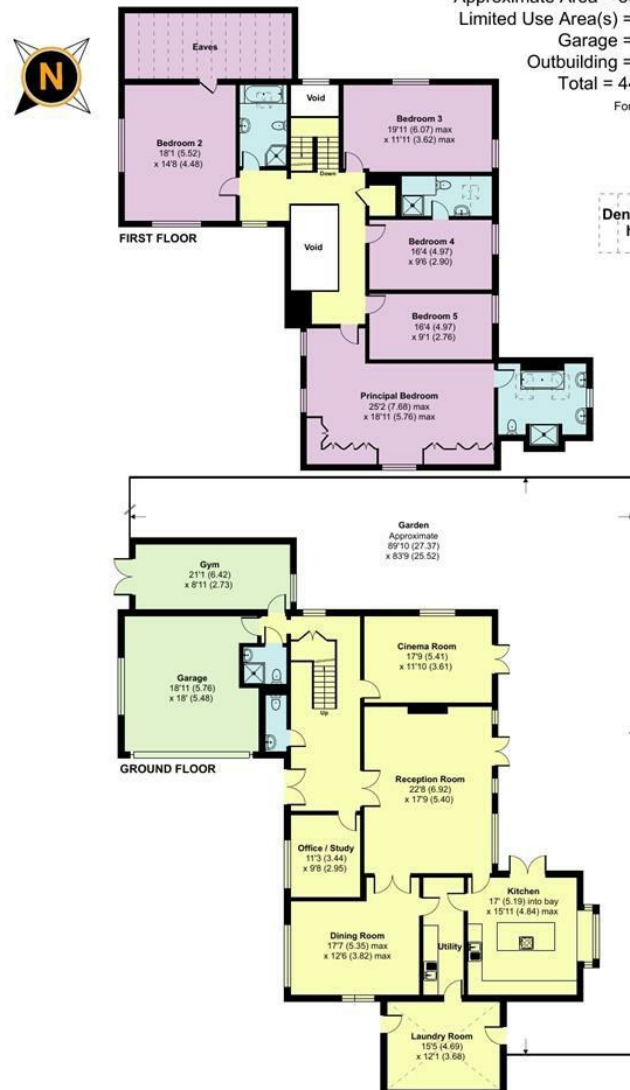 Approximate Area
Limited Use Area(s) =
Garage =
Outbuilding =
Total = 44
For
N
Eaves
Void
Bedroom 2
18'1 (5.52)
x 14'8 (4.48)
Bedroom 3
19'11 (6.07) max
x 11'11 (3.62) max
Down
FIRST FLOOR
Void
Bedroom 4
16'4 (4.97)
x 9'6 (2.90)
Den
h
Bedroom 5
16'4 (4.97)
x 9'1 (2.76)
Principal Bedroom
25'2 (7.68) max
x 18'11 (5.76) max
Garden
Approximate
89'10 (27.37)
x 83'9 (25.52)
Gym
21'1 (6.42)
x 8'11 (2.73)
Cinema Room
17'9 (5.41)
x 11'10 (3.61)
Garage
18'11 (5.76)
x 18' (5.48)
Up
GROUND FLOOR
Reception Room
22'8 (6.92)
x 17'9 (5.40)
Office / Study
11'3 (3.44)
x 9'8 (2.95)
Kitchen
17' (5.19) into bay
x 15'11 (4.84) max
Dining Room
17'7 (5.35) max
x 12'6 (3.82) max
Utility
Laundry Room
15'5 (4.69)
x 12'1 (3.68)